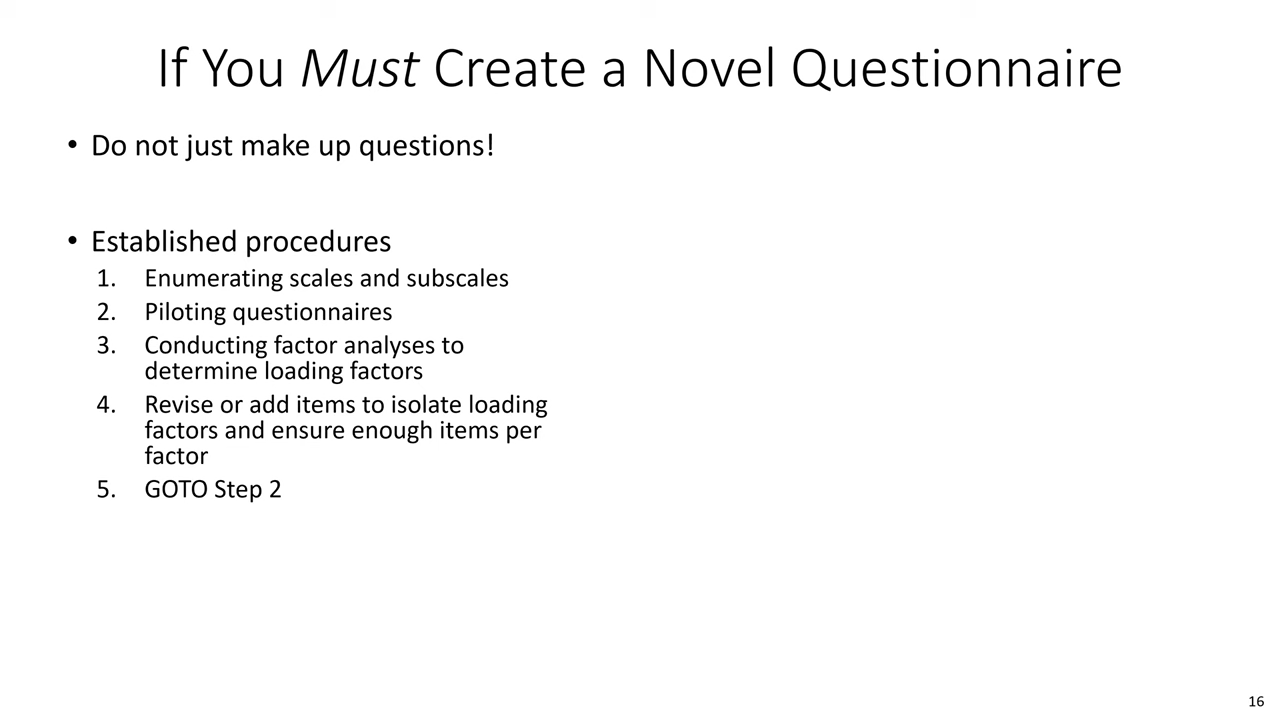 If You Must Create a Novel Questionnaire
• Do not just make up questions!
• Established procedures
1. Enumerating scales and subscales
2. Piloting questionnaires
3. Conducting factor analyses to
determine loading factors
4. Revise or add items to isolate loading
factors and ensure enough items per
factor
5. GOTO Step 2
16